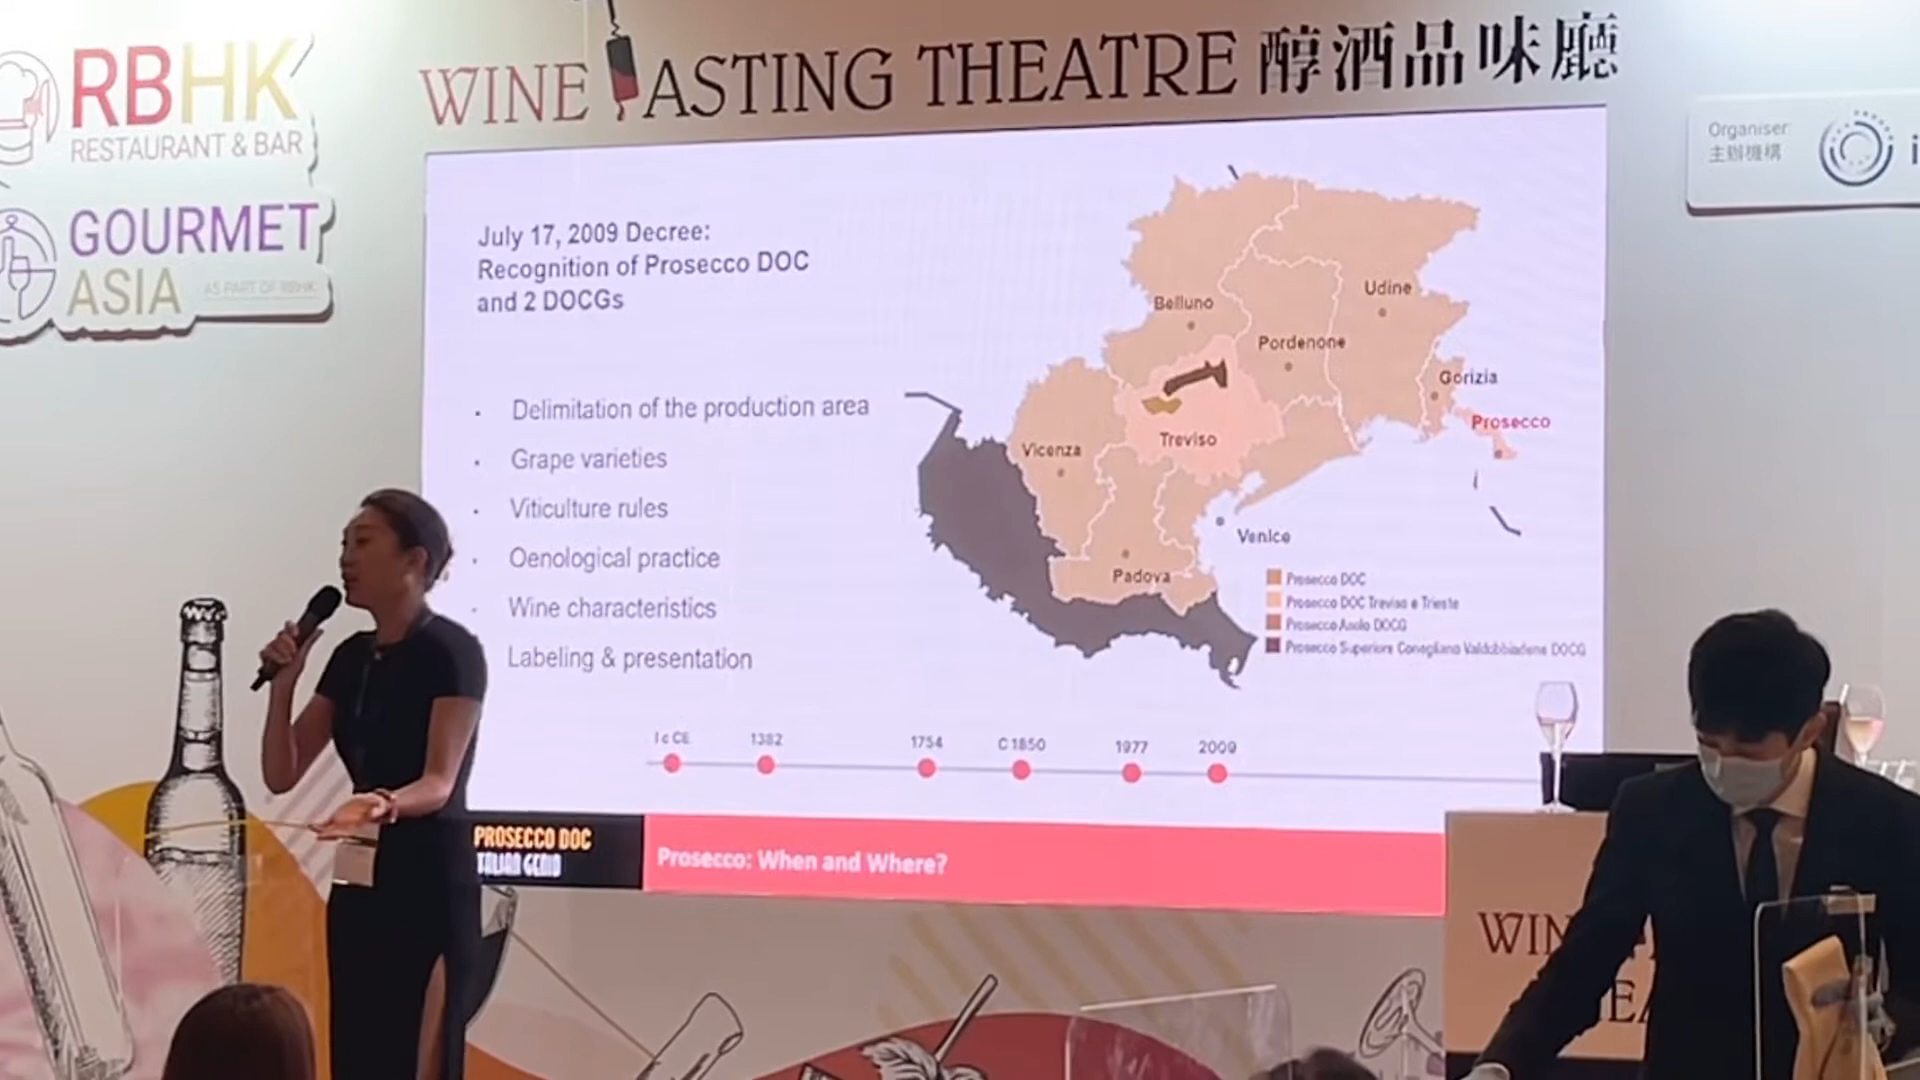 RBHK
RESTAURANT & BAR
GOURMET
ASIA
AS PART OF RBHK
WINE TASTING THEATRE 醇酒品味廳
Organiser
主辦機構
July 17, 2009 Decree:
Recognition of Prosecco DOC
and 2 DOCGs
· Delimitation of the production area
· Grape varieties
· Viticulture rules
· Oenological practice
· Wine characteristics
Labeling & presentation
Belluno
Udine
Pordenone
Gorizia
Prosecco
Treviso
Vicenza
Venice
Padova
Prosecco DOC
Prosecco DOC Treviso e Trieste
Prosecco Asolo DOCG
Prosecco Superiore Conegliano Valdobbiadene DOCG
I c CE
1382
1754
C 1850
1977
2009
PROSECCO DOC
ITALIAN GENIO
Prosecco: When and Where?